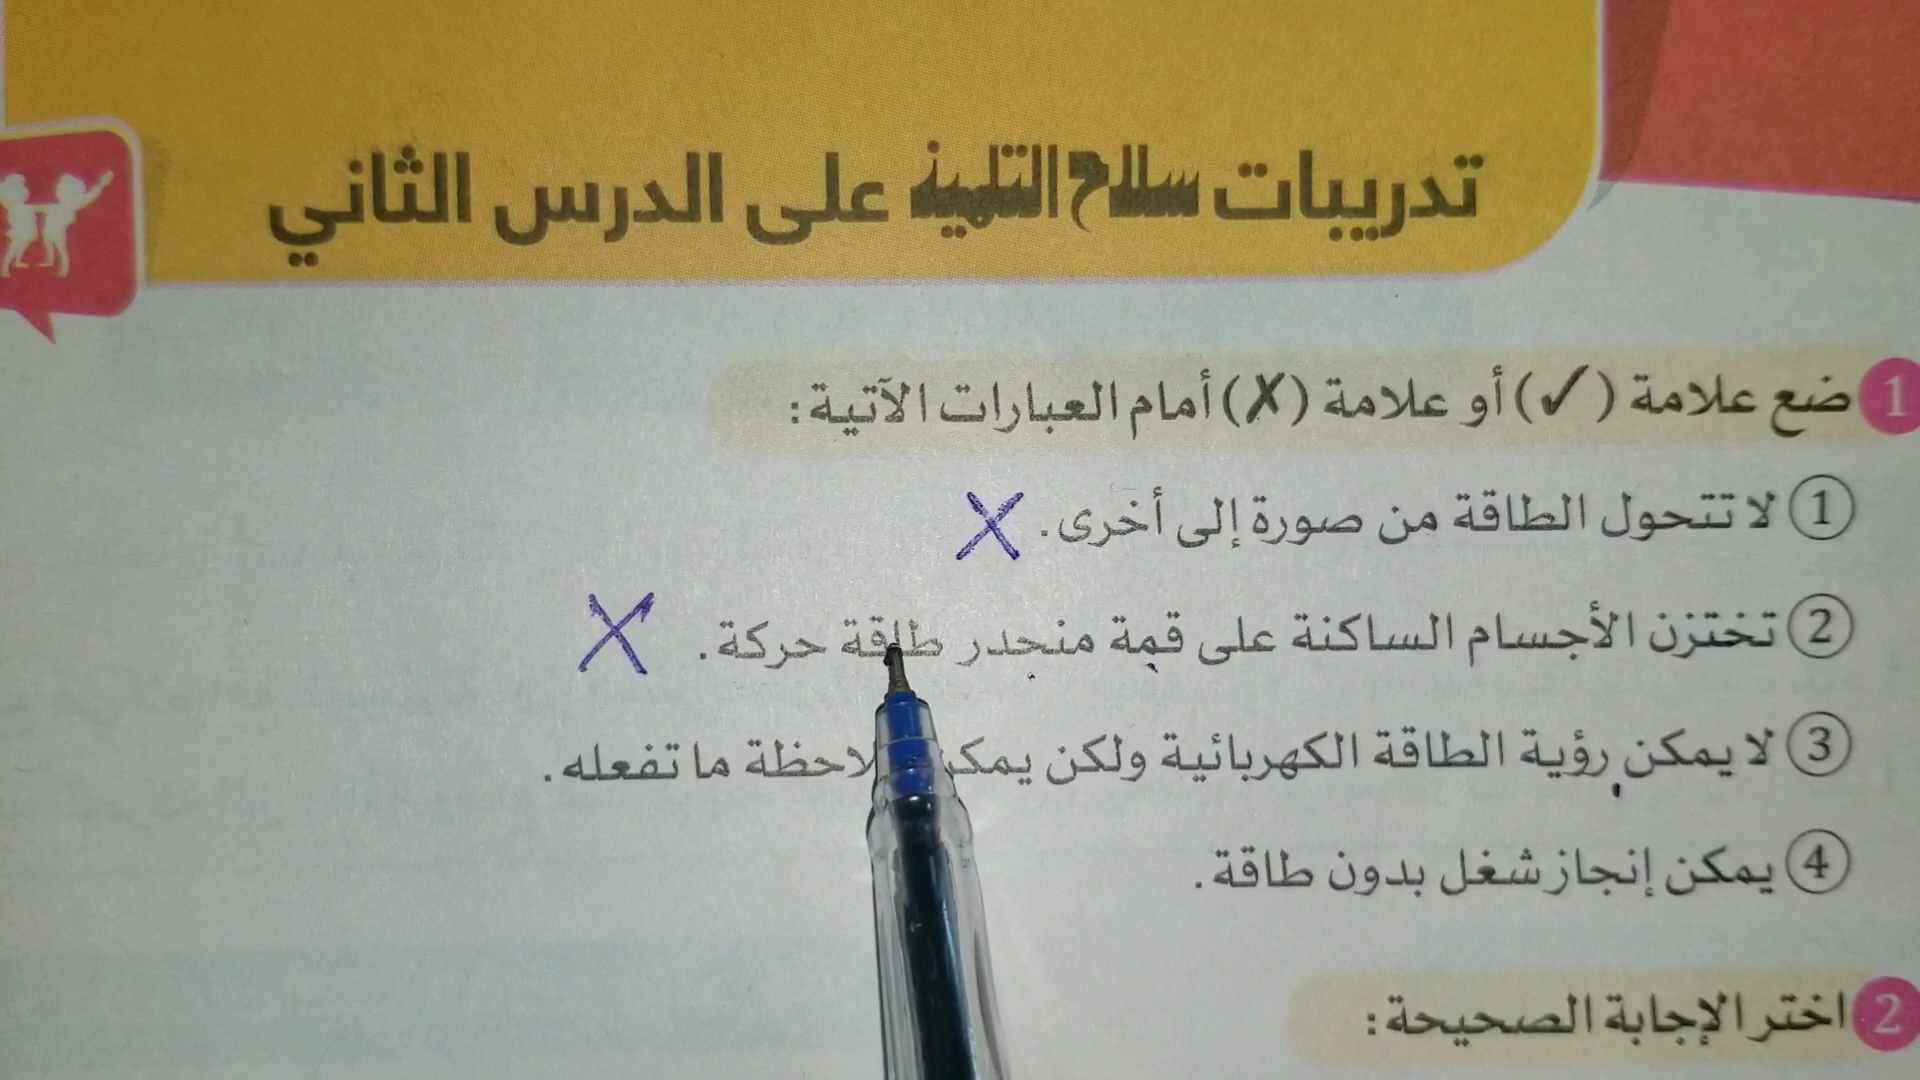 تدريبات سلاح التلميذ على الدرس الثاني
1 ضع علامة (✓) أو علامة (✗) أمام العبارات الآتية:
① لا تتحول الطاقة من صورة إلى أخرى. X
② تختزن الأجسام الساكنة على قمة منحدر طاقة حركة. X
③ لا يمكن رؤية الطاقة الكهربائية ولكن يمكن ملاحظة ما تفعله.
④ يمكن إنجاز شغل بدون طاقة.
2 اختر الإجابة الصحيحة: